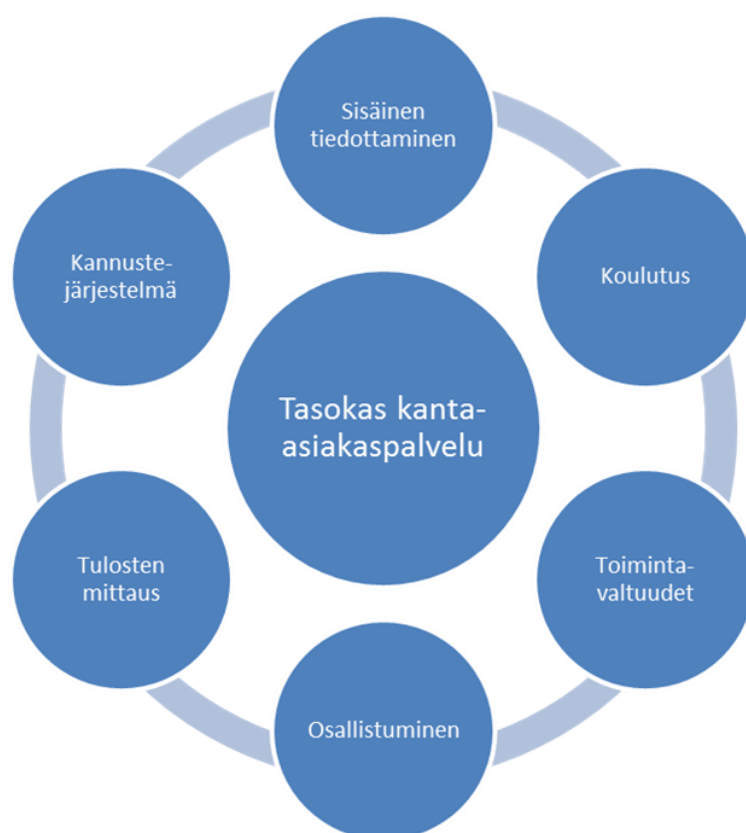 Sisäinen
tiedottaminen
Koulutus
Toiminta-
valtuudet
Osallistuminen
Tulosten
mittaus
Kannuste-
järjestelmä
Tasokas kanta-
asiakaspalvelu